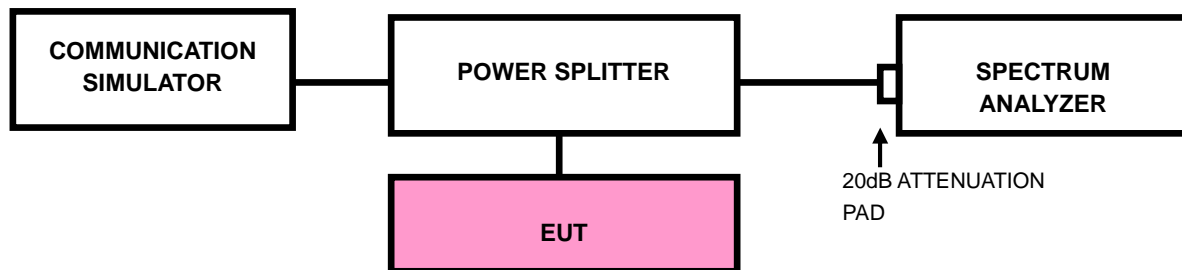 COMMUNICATION
SIMULATOR
POWER SPLITTER
SPECTRUM
ANALYZER
20dB ATTENUATION
PAD
EUT